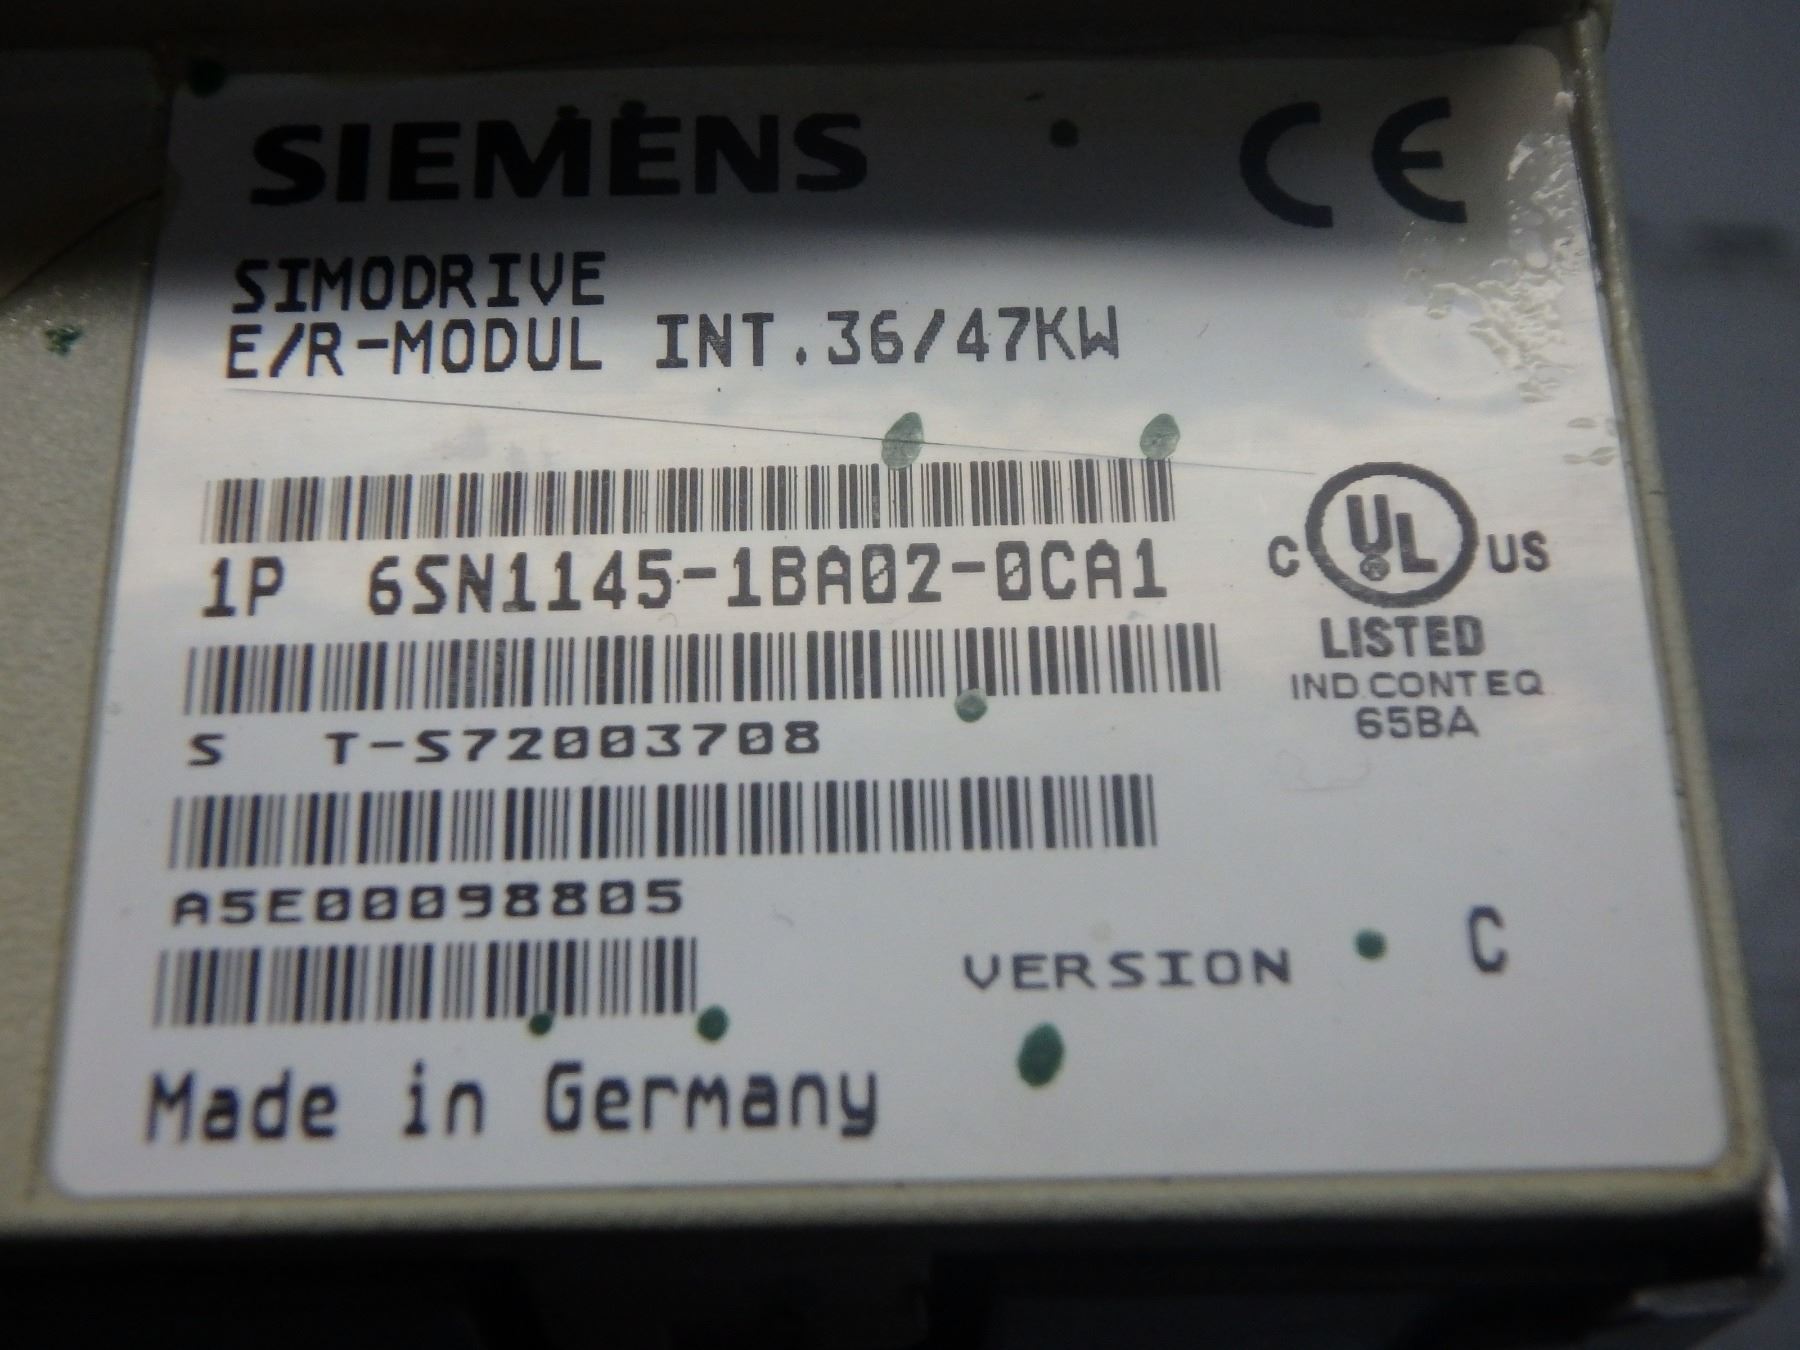 SIEMENS CE
SIMODRIVE
E/R-MODUL INT.36/47KW
1P 6SN1145-1BA02-0CA1
C UL US
®
LISTED
IND.CONT.EQ
65BA
S T-S72003708
A5E00098805
VERSION C
Made in Germany